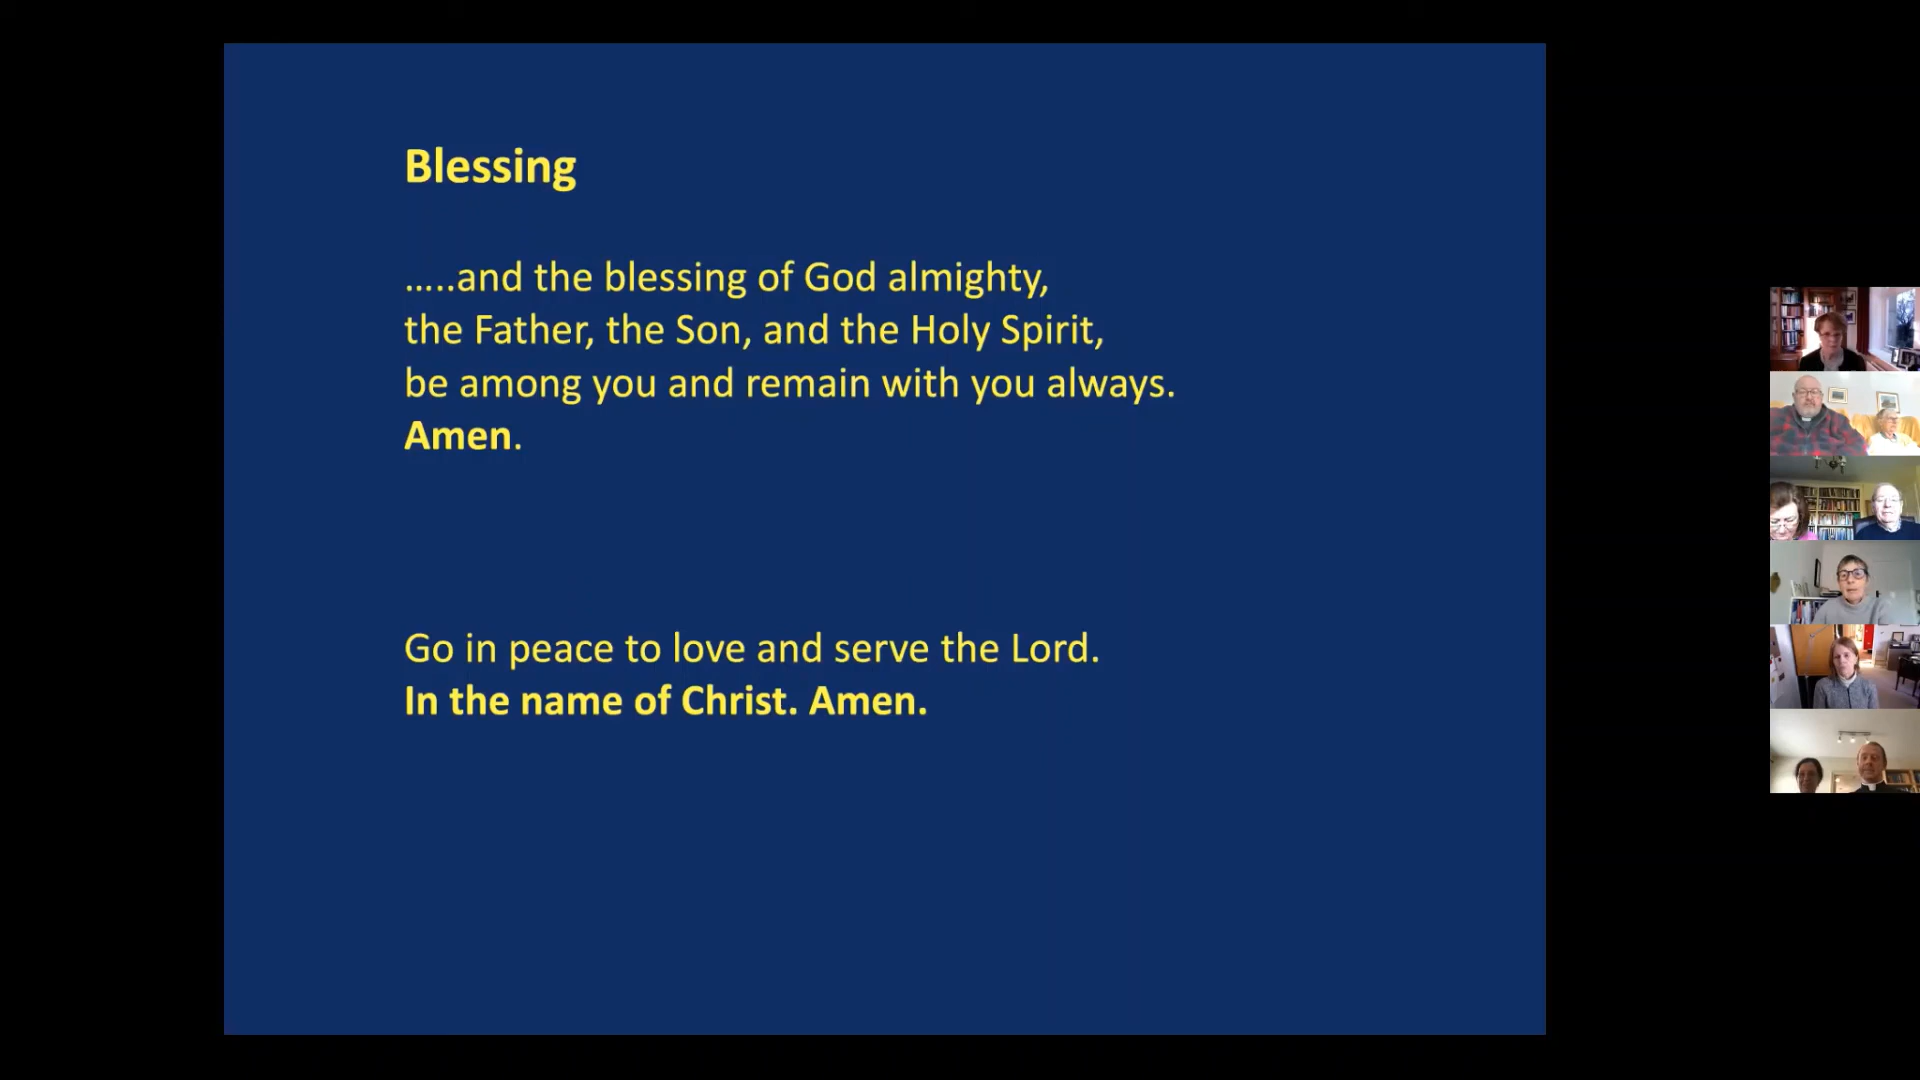 Blessing
…..and the blessing of God almighty,
the Father, the Son, and the Holy Spirit,
be among you and remain with you always.
Amen.
Go in peace to love and serve the Lord.
In the name of Christ. Amen.